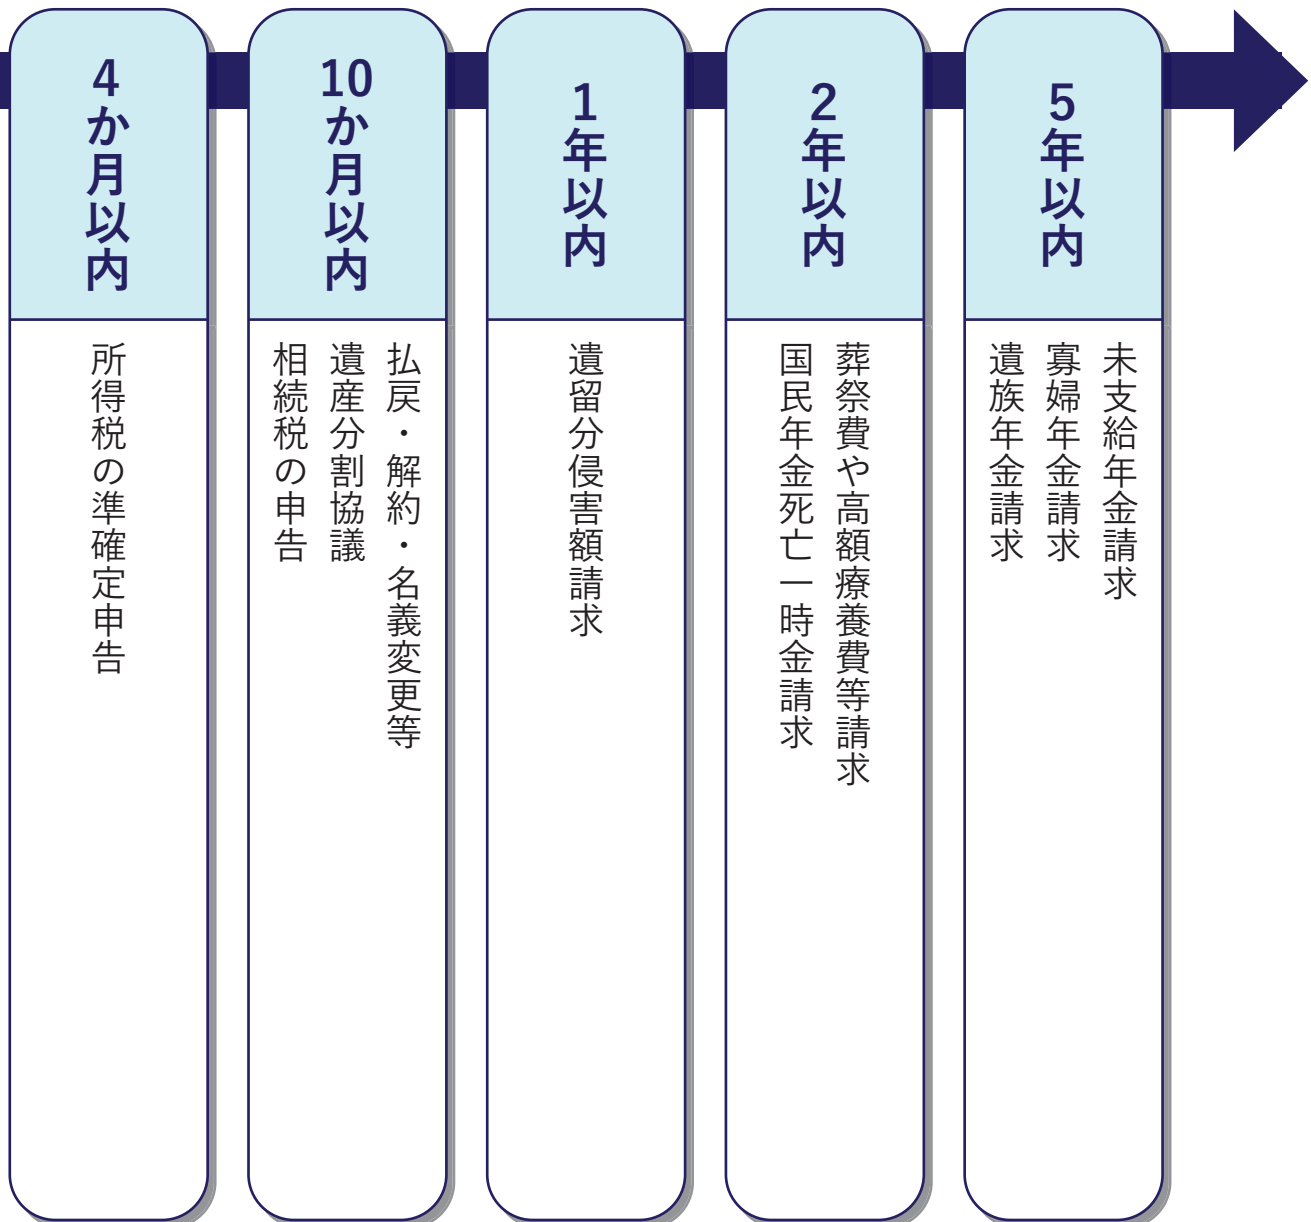 4か月以内
所得税の準確定申告
10か月以内
払戻・解約・名義変更等
遺産分割協議
相続税の申告
1年以内
遺留分侵害額請求
2年以内
葬祭費や高額療養費等請求
国民年金死亡一時金請求
5年以内
未支給年金請求
寡婦年金請求
遺族年金請求